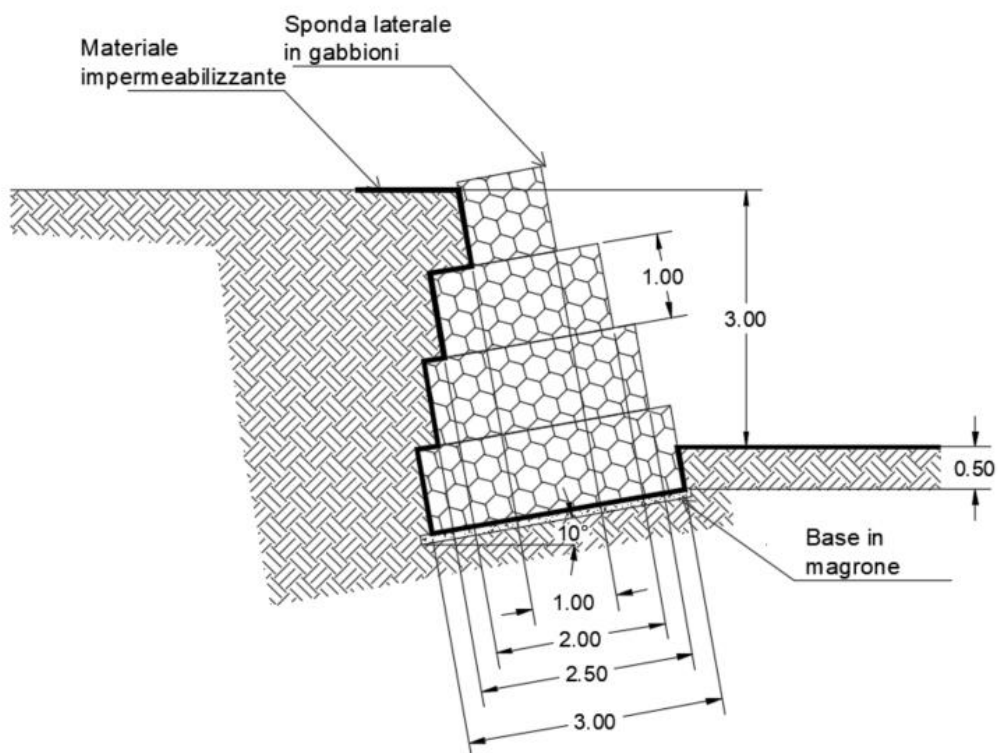 Sponda laterale
in gabbioni
Materiale
impermeabilizzante
1.00
3.00
0.50
10°
Base in
magrone
1.00
2.00
2.50
3.00